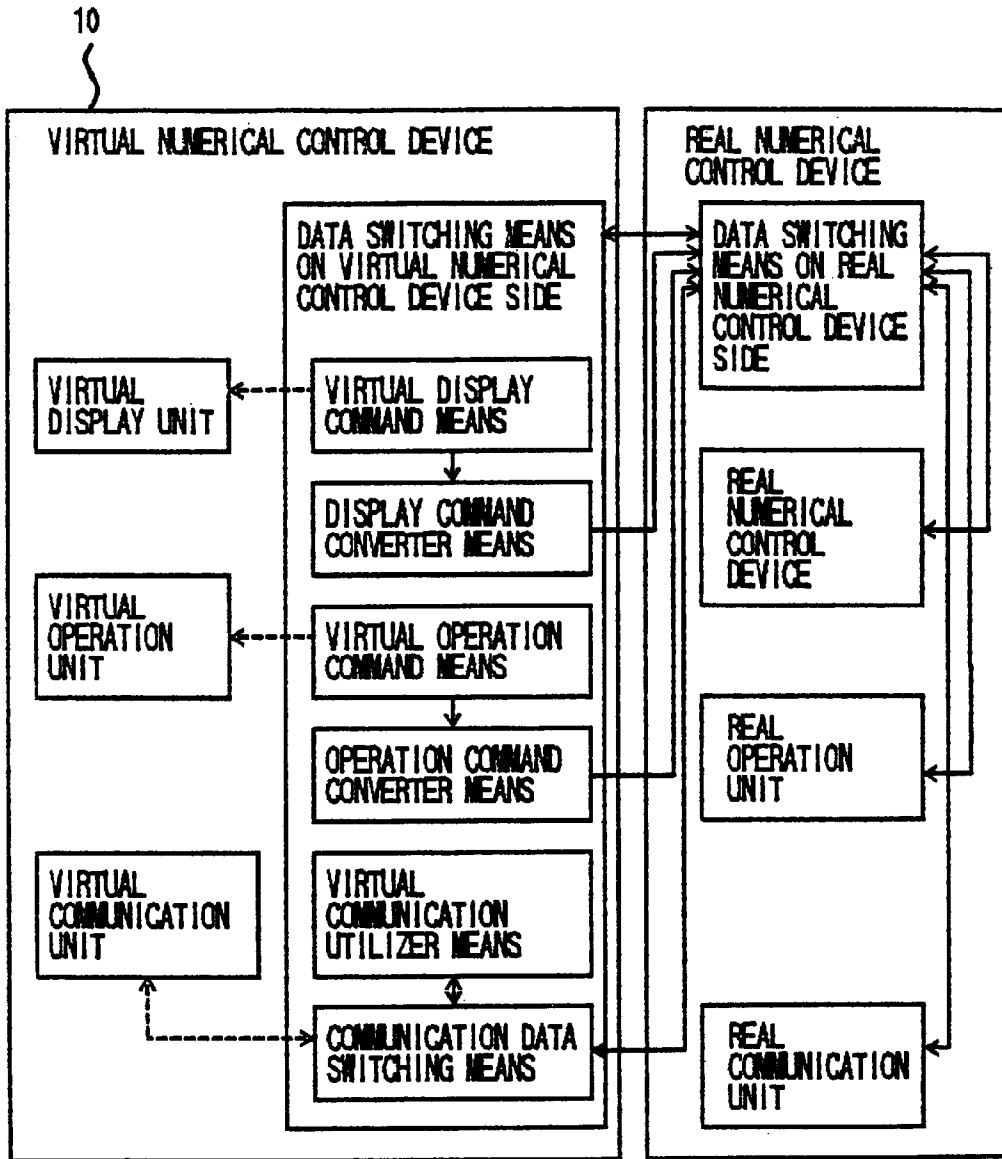 10
VIRTUAL NUMERICAL CONTROL DEVICE
DATA SWITCHING MEANS
ON VIRTUAL NUMERICAL
CONTROL DEVICE SIDE
VIRTUAL
DISPLAY UNIT
VIRTUAL DISPLAY
COMMAND MEANS
DISPLAY COMMAND
CONVERTER MEANS
VIRTUAL
OPERATION
UNIT
VIRTUAL OPERATION
COMMAND MEANS
OPERATION COMMAND
CONVERTER MEANS
VIRTUAL
COMMUNICATION
UNIT
VIRTUAL
COMMUNICATION
UTILIZER MEANS
COMMUNICATION DATA
SWITCHING MEANS
REAL NUMERICAL
CONTROL DEVICE
DATA SWITCHING
MEANS ON REAL
NUMERICAL
CONTROL DEVICE
SIDE
REAL
NUMERICAL
CONTROL
DEVICE
REAL
OPERATION
UNIT
REAL
COMMUNICATION
UNIT